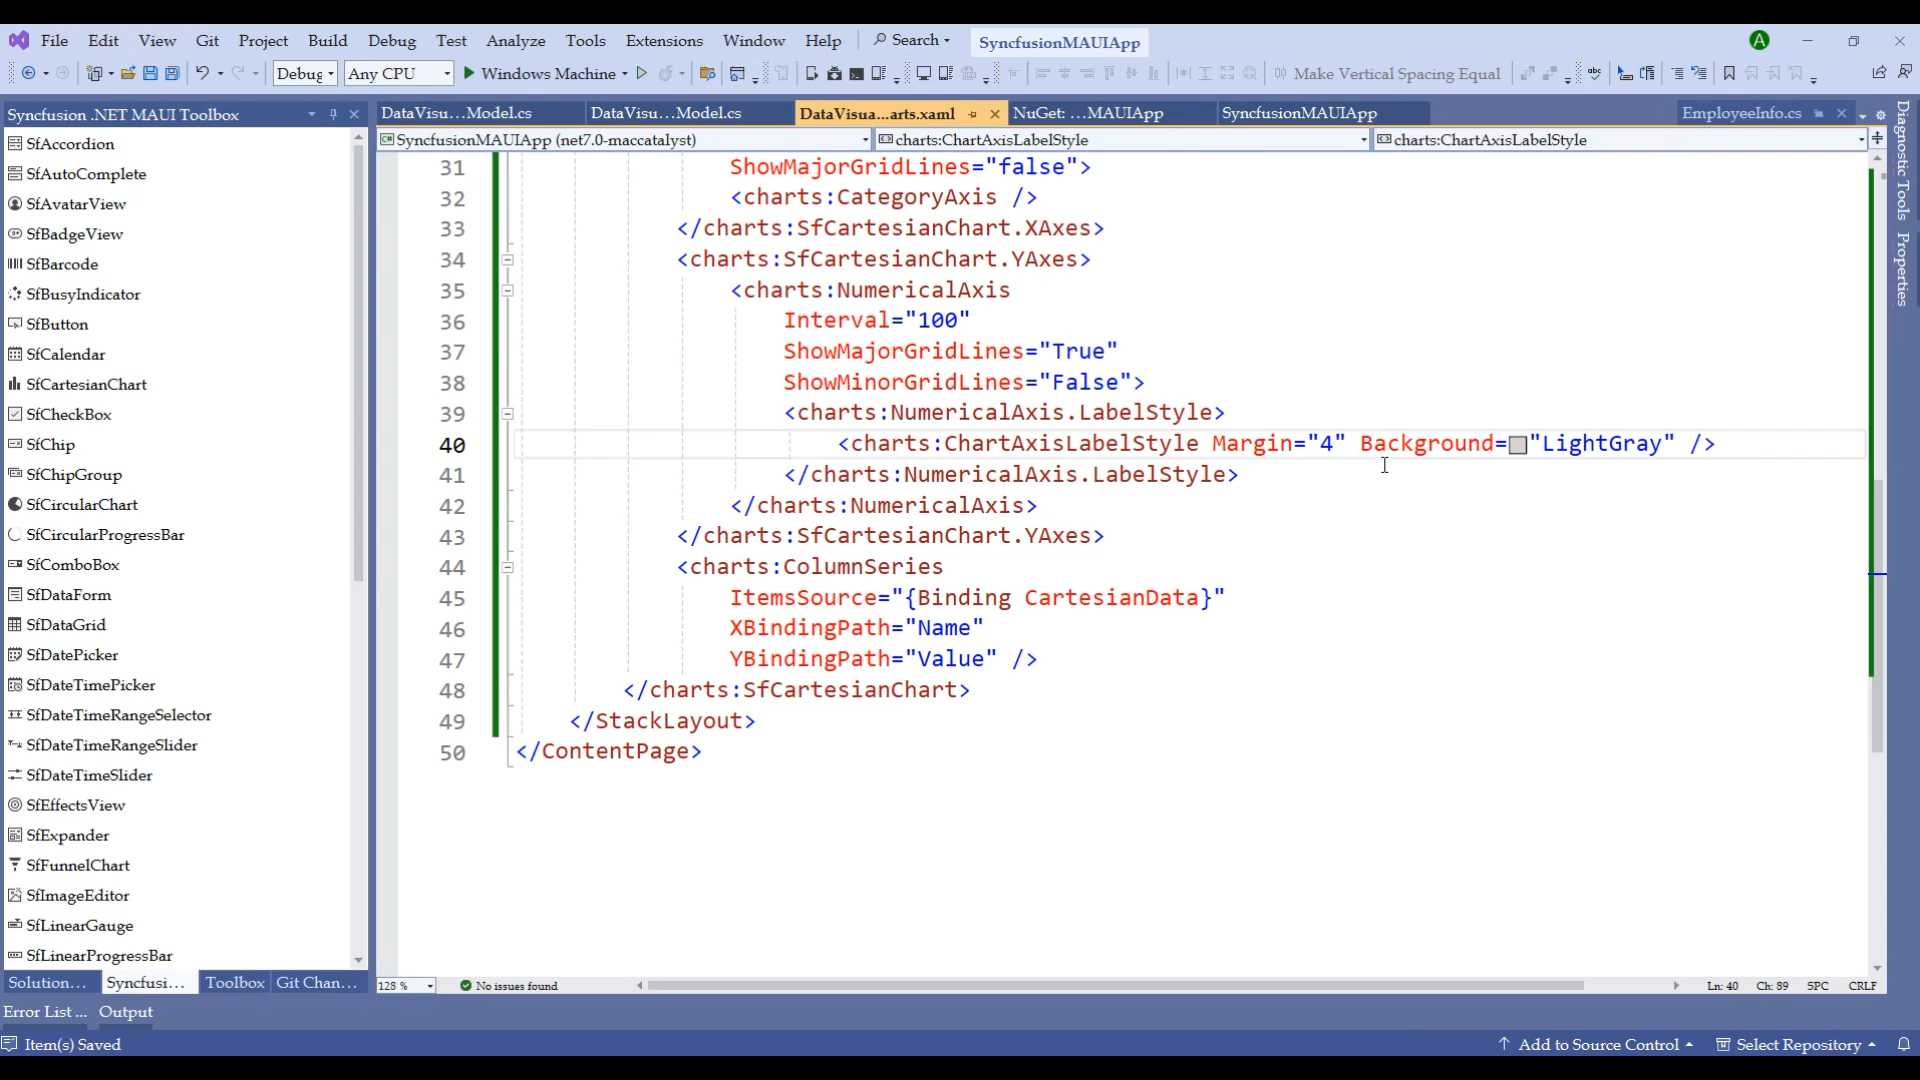 File Edit View Git Project Build Debug Test Analyze Tools Extensions Window Help Search SyncfusionMAUIApp A
Debug Any CPU Windows Machine Make Vertical Spacing Equal
Syncfusion .NET MAUI Toolbox
DataVisu...Model.cs DataVisu...Model.cs DataVisua...arts.xaml NuGet: ...MAUIApp SyncfusionMAUIApp EmployeeInfo.cs
SyncfusionMAUIApp (net7.0-maccatalyst) charts:ChartAxisLabelStyle charts:ChartAxisLabelStyle
SfAccordion
SfAutoComplete
SfAvatarView
SfBadgeView
SfBarcode
SfBusyIndicator
SfButton
SfCalendar
SfCartesianChart
SfCheckBox
SfChip
SfChipGroup
SfCircularChart
SfCircularProgressBar
SfComboBox
SfDataForm
SfDataGrid
SfDatePicker
SfDateTimePicker
SfDateTimeRangeSelector
SfDateTimeRangeSlider
SfDateTimeSlider
SfEffectsView
SfExpander
SfFunnelChart
SfImageEditor
SfLinearGauge
SfLinearProgressBar
31 ShowMajorGridLines="false">
32 <charts:CategoryAxis />
33 </charts:SfCartesianChart.XAxes>
34 <charts:SfCartesianChart.YAxes>
35 <charts:NumericalAxis
36 Interval="100"
37 ShowMajorGridLines="True"
38 ShowMinorGridLines="False">
39 <charts:NumericalAxis.LabelStyle>
40 <charts:ChartAxisLabelStyle Margin="4" Background="LightGray" />
41 </charts:NumericalAxis.LabelStyle>
42 </charts:NumericalAxis>
43 </charts:SfCartesianChart.YAxes>
44 <charts:ColumnSeries
45 ItemsSource="{Binding CartesianData}"
46 XBindingPath="Name"
47 YBindingPath="Value" />
48 </charts:SfCartesianChart>
49 </StackLayout>
50 </ContentPage>
Diagnostic Tools
Properties
Solution... Syncfusi... Toolbox Git Chan...
128 % No issues found Ln: 40 Ch: 89 SPC CRLF
Error List ... Output
Item(s) Saved Add to Source Control Select Repository